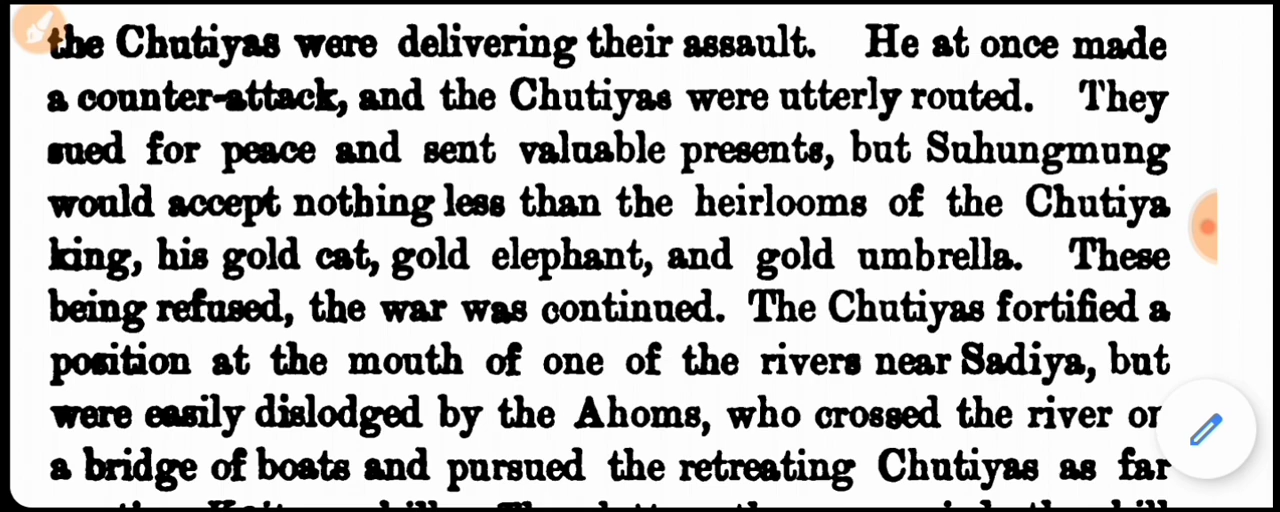 the Chutiyas were delivering their assault. He at once made
a counter-attack, and the Chutiyas were utterly routed. They
sued for peace and sent valuable presents, but Suhungmung
would accept nothing less than the heirlooms of the Chutiya
king, his gold cat, gold elephant, and gold umbrella. These
being refused, the war was continued. The Chutiyas fortified a
position at the mouth of one of the rivers near Sadiya, but
were easily dislodged by the Ahoms, who crossed the river on
a bridge of boats and pursued the retreating Chutiyas as far